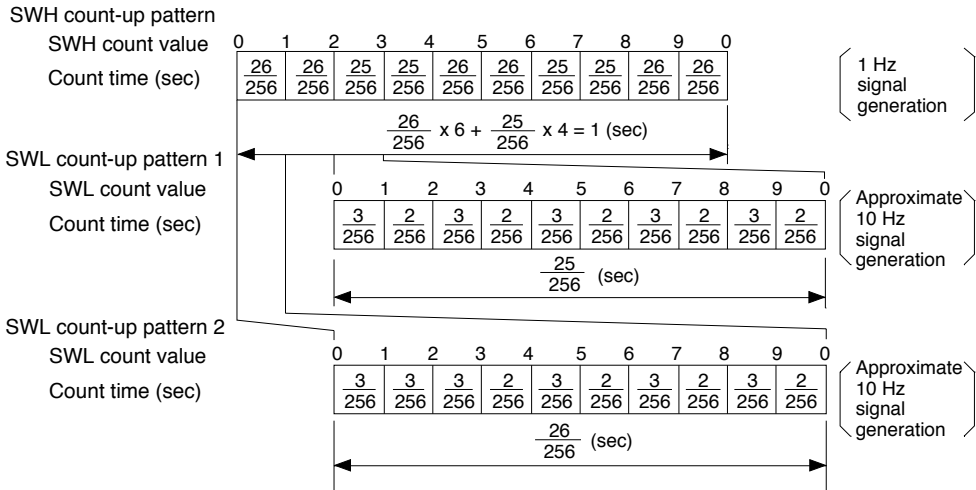 SWH count-up pattern
SWH count value 0 1 2 3 4 5 6 7 8 9 0
Count time (sec) 26/256 26/256 25/256 25/256 26/256 26/256 25/256 25/256 26/256 26/256
1 Hz
signal
generation
26/256 x 6 + 25/256 x 4 = 1 (sec)
SWL count-up pattern 1
SWL count value 0 1 2 3 4 5 6 7 8 9 0
Count time (sec) 3/256 2/256 3/256 2/256 3/256 2/256 3/256 2/256 3/256 2/256
Approximate
10 Hz
signal
generation
25/256 (sec)
SWL count-up pattern 2
SWL count value 0 1 2 3 4 5 6 7 8 9 0
Count time (sec) 3/256 3/256 3/256 2/256 3/256 2/256 3/256 2/256 3/256 2/256
Approximate
10 Hz
signal
generation
26/256 (sec)